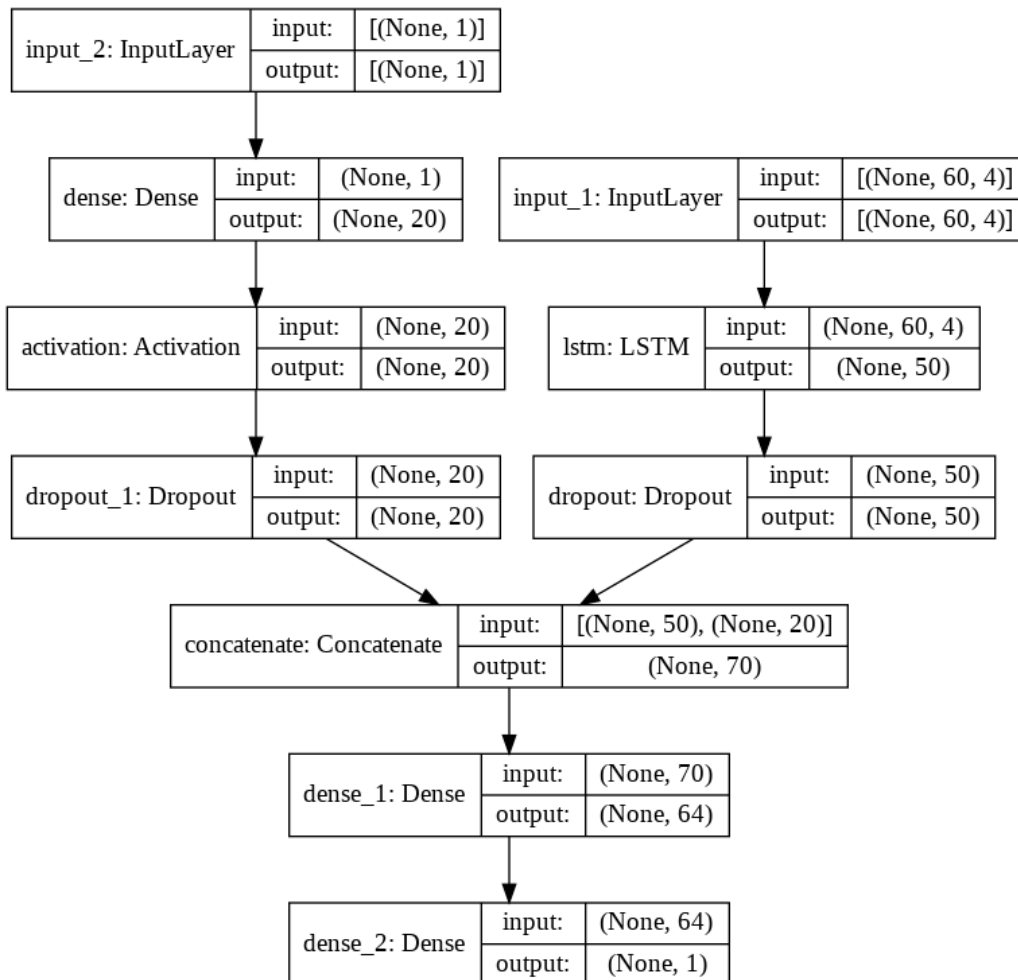 input_2: InputLayer
input: [(None, 1)]
output: [(None, 1)]
dense: Dense
input: (None, 1)
output: (None, 20)
input_1: InputLayer
input: [(None, 60, 4)]
output: [(None, 60, 4)]
activation: Activation
input: (None, 20)
output: (None, 20)
lstm: LSTM
input: (None, 60, 4)
output: (None, 50)
dropout_1: Dropout
input: (None, 20)
output: (None, 20)
dropout: Dropout
input: (None, 50)
output: (None, 50)
concatenate: Concatenate
input: [(None, 50), (None, 20)]
output: (None, 70)
dense_1: Dense
input: (None, 70)
output: (None, 64)
dense_2: Dense
input: (None, 64)
output: (None, 1)